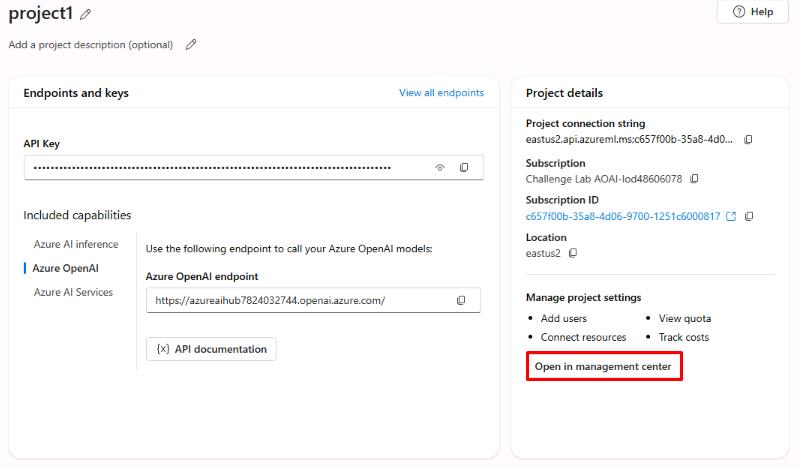 project1
Help
Add a project description (optional)
Endpoints and keys
View all endpoints
API Key
Included capabilities
Azure AI inference
Azure OpenAI
Azure AI Services
Use the following endpoint to call your Azure OpenAI models:
Azure OpenAI endpoint
https://azureaihub7824032744.openai.azure.com/
{x} API documentation
Project details
Project connection string
eastus2.api.azureml.ms;c657f00b-35a8-4d0...
Subscription
Challenge Lab AOAI-lod48606078
Subscription ID
c657f00b-35a8-4d06-9700-1251c6000817
Location
eastus2
Manage project settings
• Add users • View quota
• Connect resources • Track costs
Open in management center